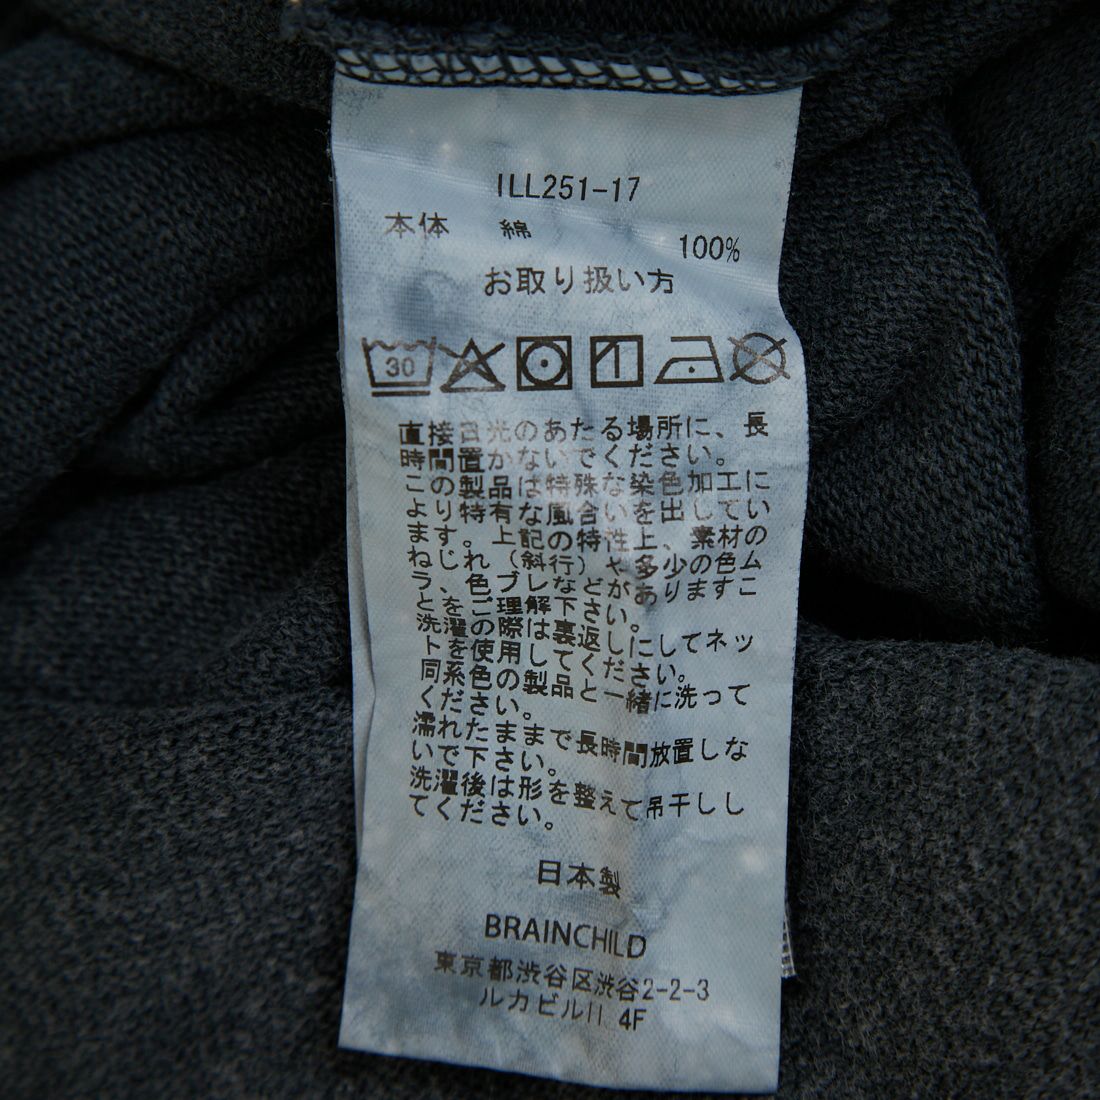 ILL251-17
本体 綿 100%
お取り扱い方
30
直接日光のあたる場所に、長
時間置かないでください。
この製品は特殊な染色加工に
より特有な風合いを出してい
ます。上記の特性上、素材の
ねじれ（斜行）や多少の色ム
ラ、色ブレなどがありますこ
と、をご理解下さい。
洗濯の際は裏返しにしてネッ
トを使用してください。
同系色の製品と一緒に洗って
ください。
濡れたままで長時間放置しな
いで下さい。
洗濯後は形を整えて吊干しし
てください。
日本製
BRAINCHILD
東京都渋谷区渋谷2-2-3
ルカビルII 4F